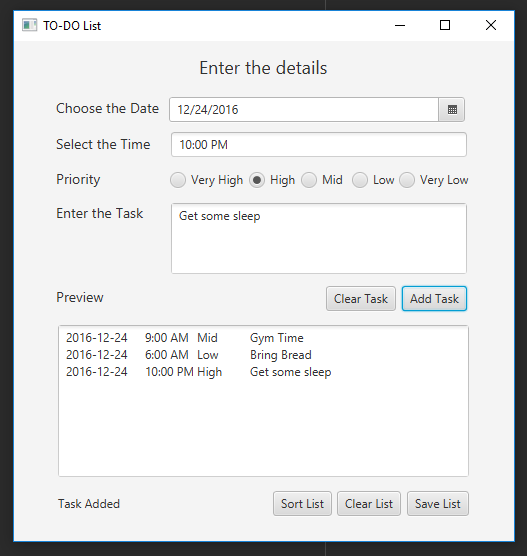 TO-DO List
Enter the details
Choose the Date 12/24/2016
Select the Time 10:00 PM
Priority Very High High Mid Low Very Low
Enter the Task Get some sleep
Preview Clear Task Add Task
2016-12-24 9:00 AM Mid Gym Time
2016-12-24 6:00 AM Low Bring Bread
2016-12-24 10:00 PM High Get some sleep
Task Added Sort List Clear List Save List